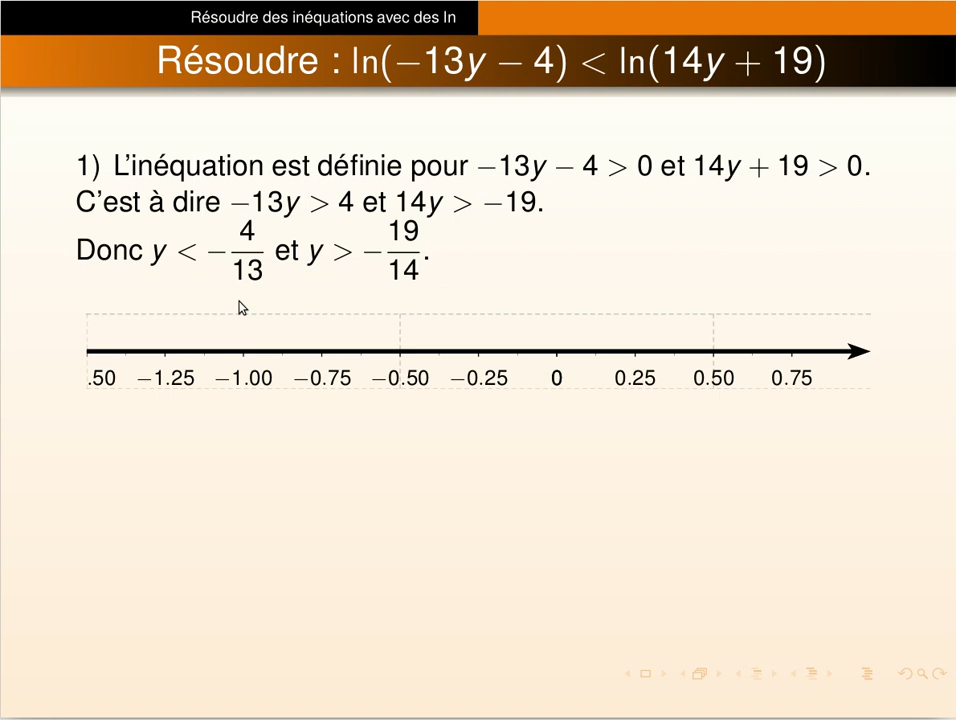 Résoudre des inéquations avec des ln
Résoudre : ln(−13y − 4) < ln(14y + 19)
1) L'inéquation est définie pour −13y − 4 > 0 et 14y + 19 > 0.
C'est à dire −13y > 4 et 14y > −19.
Donc y < −4/13 et y > −19/14.
.50 −1.25 −1.00 −0.75 −0.50 −0.25 0 0.25 0.50 0.75